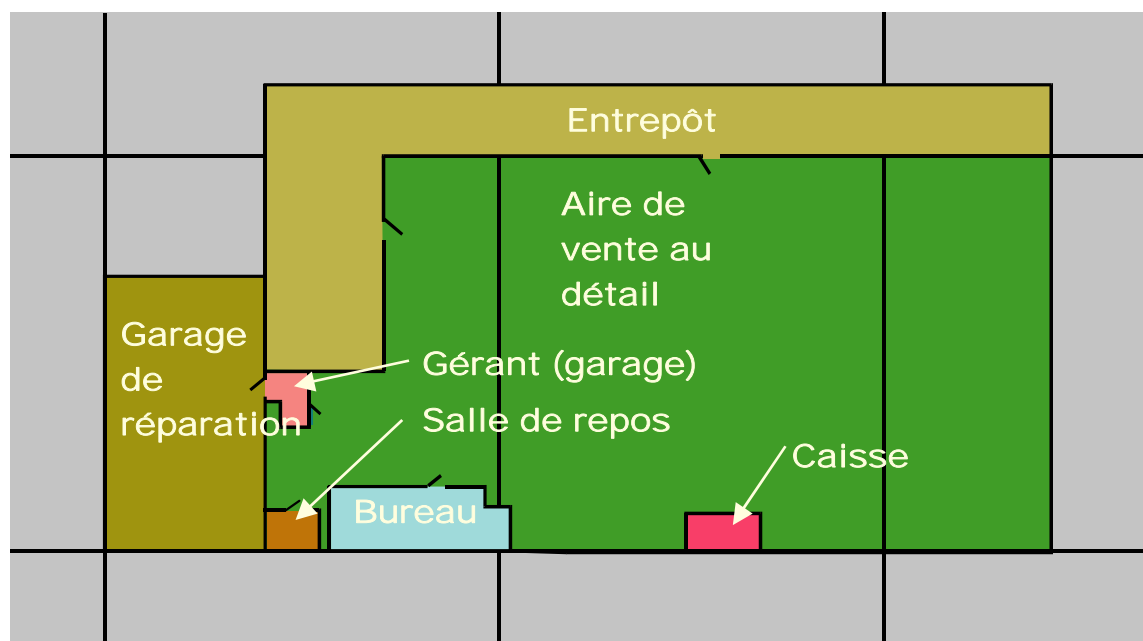 Entrepôt
Aire de
vente au
détail
Garage
de
réparation
Gérant (garage)
Salle de repos
Caisse
Bureau